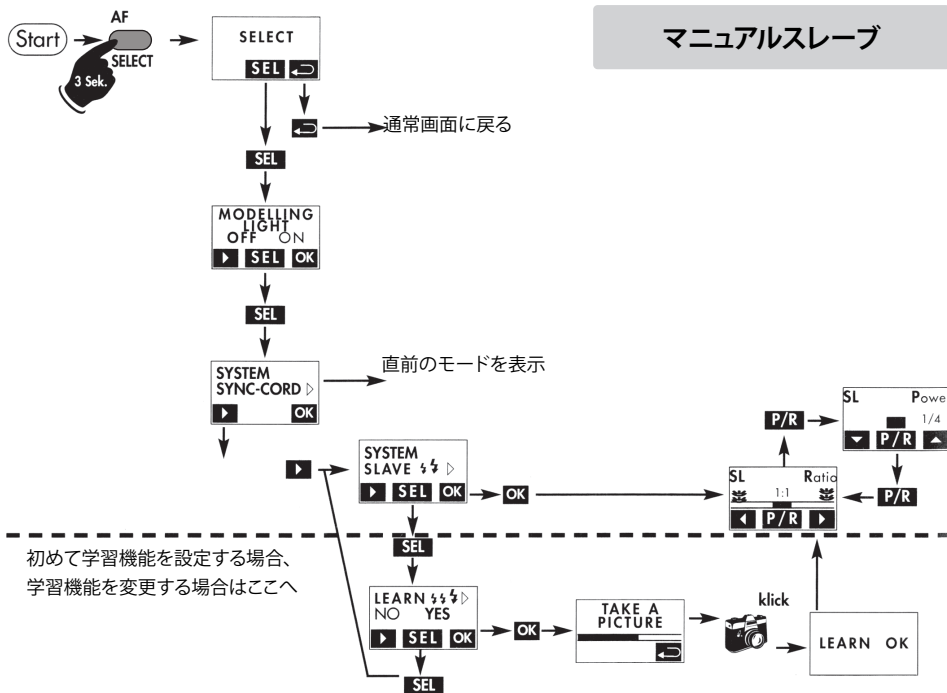 マニュアルスレーブ
Start
AF
SELECT
3 Sek.
SELECT
SEL
通常画面に戻る
SEL
MODELLING
LIGHT
OFF ON
SEL OK
SEL
SYSTEM
SYNC-CORD
OK
直前のモードを表示
SYSTEM
SLAVE
SEL OK
OK
SL Ratio
1:1
P/R
P/R
SL Powe
1/4
P/R
P/R
初めて学習機能を設定する場合、
学習機能を変更する場合はここへ
SEL
LEARN
NO YES
SEL OK
SEL
OK
TAKE A
PICTURE
klick
LEARN OK